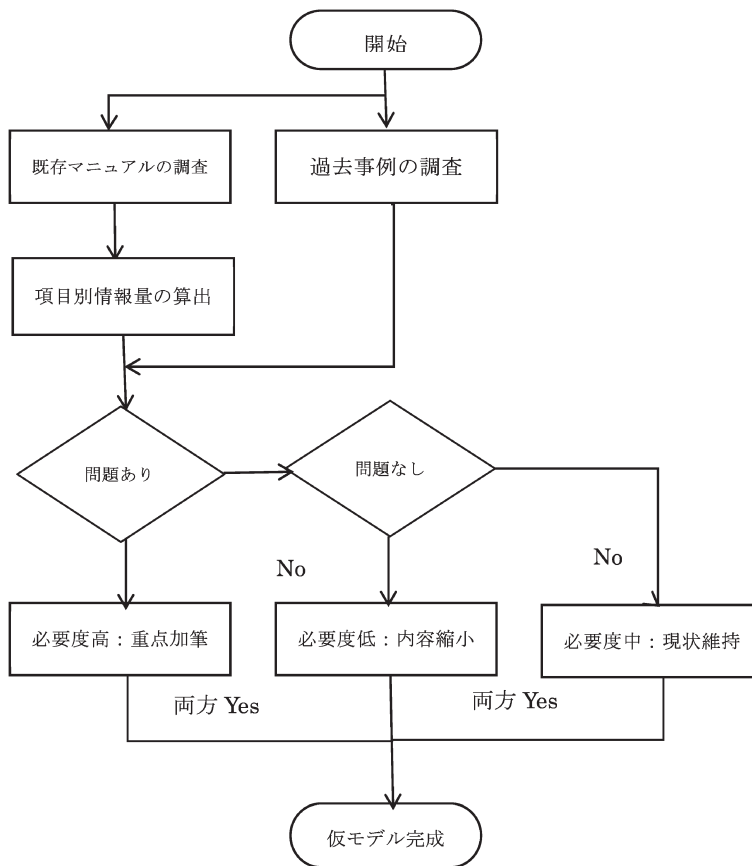 開始
既存マニュアルの調査
過去事例の調査
項目別情報量の算出
問題あり
問題なし
No
No
必要度高：重点加筆
必要度低：内容縮小
必要度中：現状維持
両方 Yes
両方 Yes
仮モデル完成